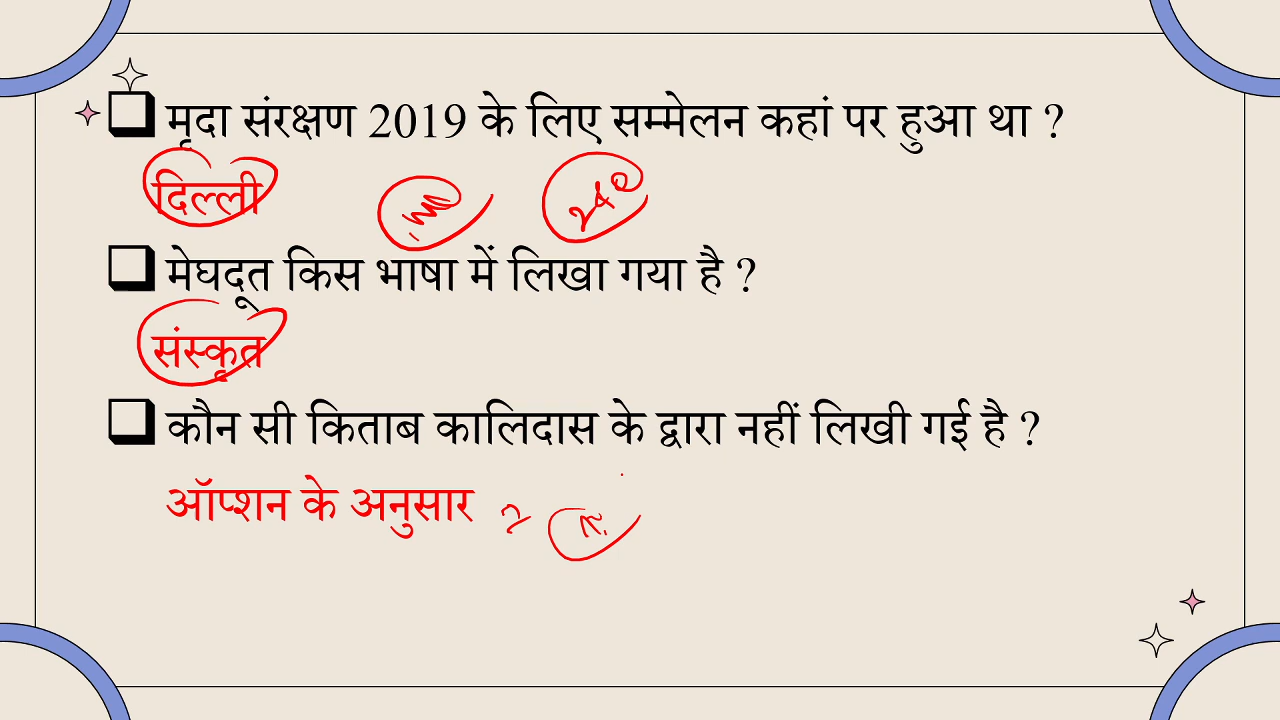 मृदा संरक्षण 2019 के लिए सम्मेलन कहां पर हुआ था ?
दिल्ली
मेघदूत किस भाषा में लिखा गया है ?
संस्कृत
कौन सी किताब कालिदास के द्वारा नहीं लिखी गई है ?
ऑप्शन के अनुसार